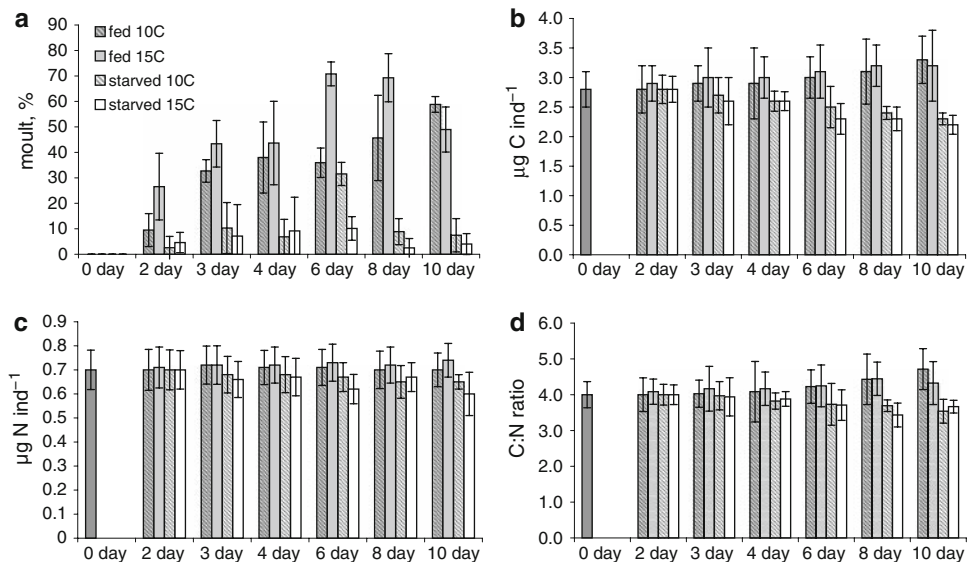 a
moult, %
90
80
70
60
50
40
30
20
10
0
fed 10C
fed 15C
starved 10C
starved 15C
0 day 2 day 3 day 4 day 6 day 8 day 10 day
b
µg C ind⁻¹
4.0
3.5
3.0
2.5
2.0
1.5
1.0
0.5
0.0
0 day 2 day 3 day 4 day 6 day 8 day 10 day
c
µg N ind⁻¹
0.9
0.8
0.7
0.6
0.5
0.4
0.3
0.2
0.1
0
0 day 2 day 3 day 4 day 6 day 8 day 10 day
d
C:N ratio
6.0
5.0
4.0
3.0
2.0
1.0
0.0
0 day 2 day 3 day 4 day 6 day 8 day 10 day